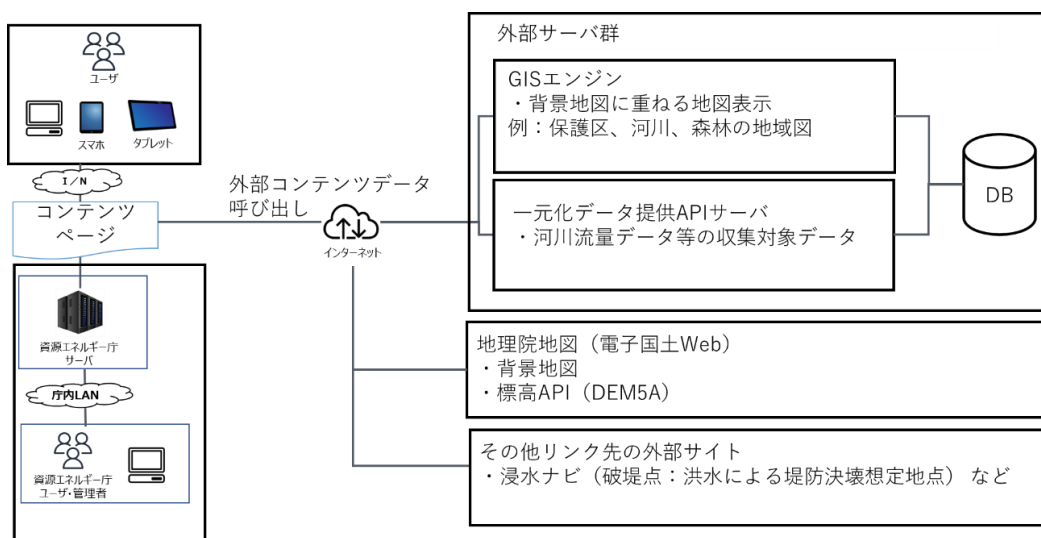 ユーザ
スマホ
タブレット
I/N
コンテンツ
ページ
資源エネルギー庁
サーバ
庁内LAN
資源エネルギー庁
ユーザ・管理者
外部コンテンツデータ
呼び出し
インターネット
外部サーバ群
GISエンジン
・背景地図に重ねる地図表示
例：保護区、河川、森林の地域図
一元化データ提供APIサーバ
・河川流量データ等の収集対象データ
DB
地理院地図（電子国土Web）
・背景地図
・標高API（DEM5A）
その他リンク先の外部サイト
・浸水ナビ（破堤点：洪水による堤防決壊想定地点） など